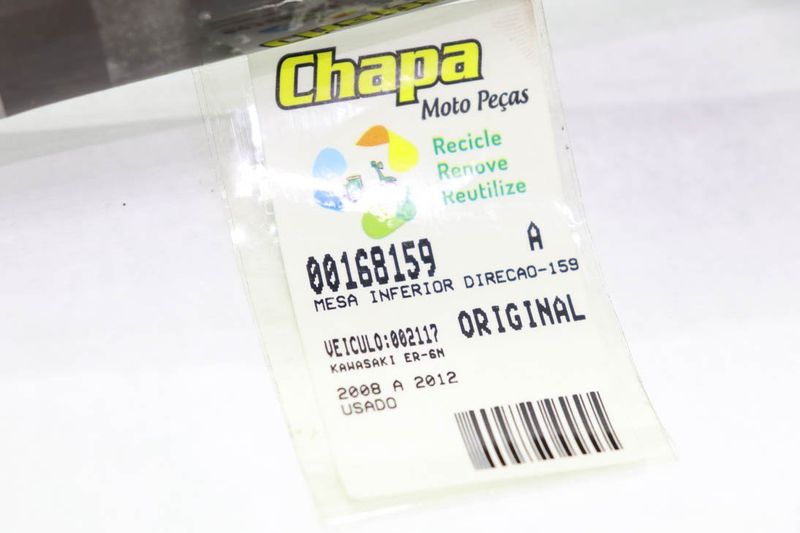 Chapa
Moto Peças
Recicle
Renove
Reutilize
00168159 A
MESA INFERIOR DIRECAO-159
VEICULO:002117 ORIGINAL
KAWASAKI ER-6N
2008 A 2012
USADO